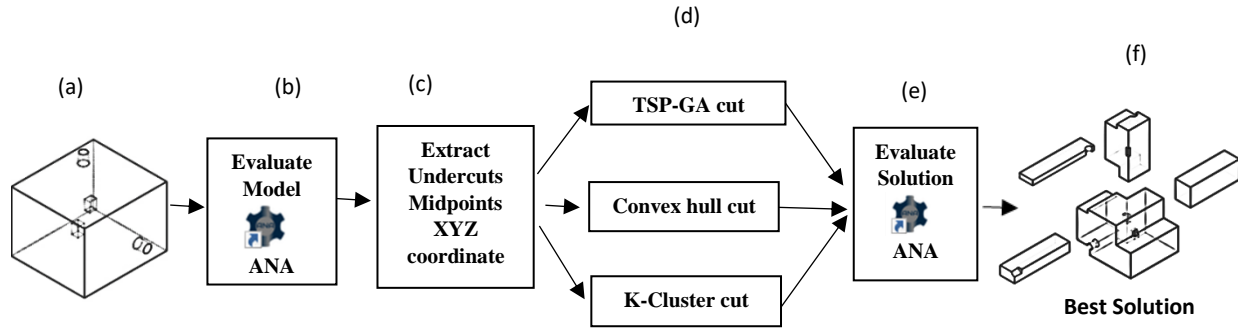 (d)
(a)
(b)
(c)
(e)
(f)
Evaluate
Model
ANA
Extract
Undercuts
Midpoints
XYZ
coordinate
TSP-GA cut
Convex hull cut
K-Cluster cut
Evaluate
Solution
ANA
Best Solution